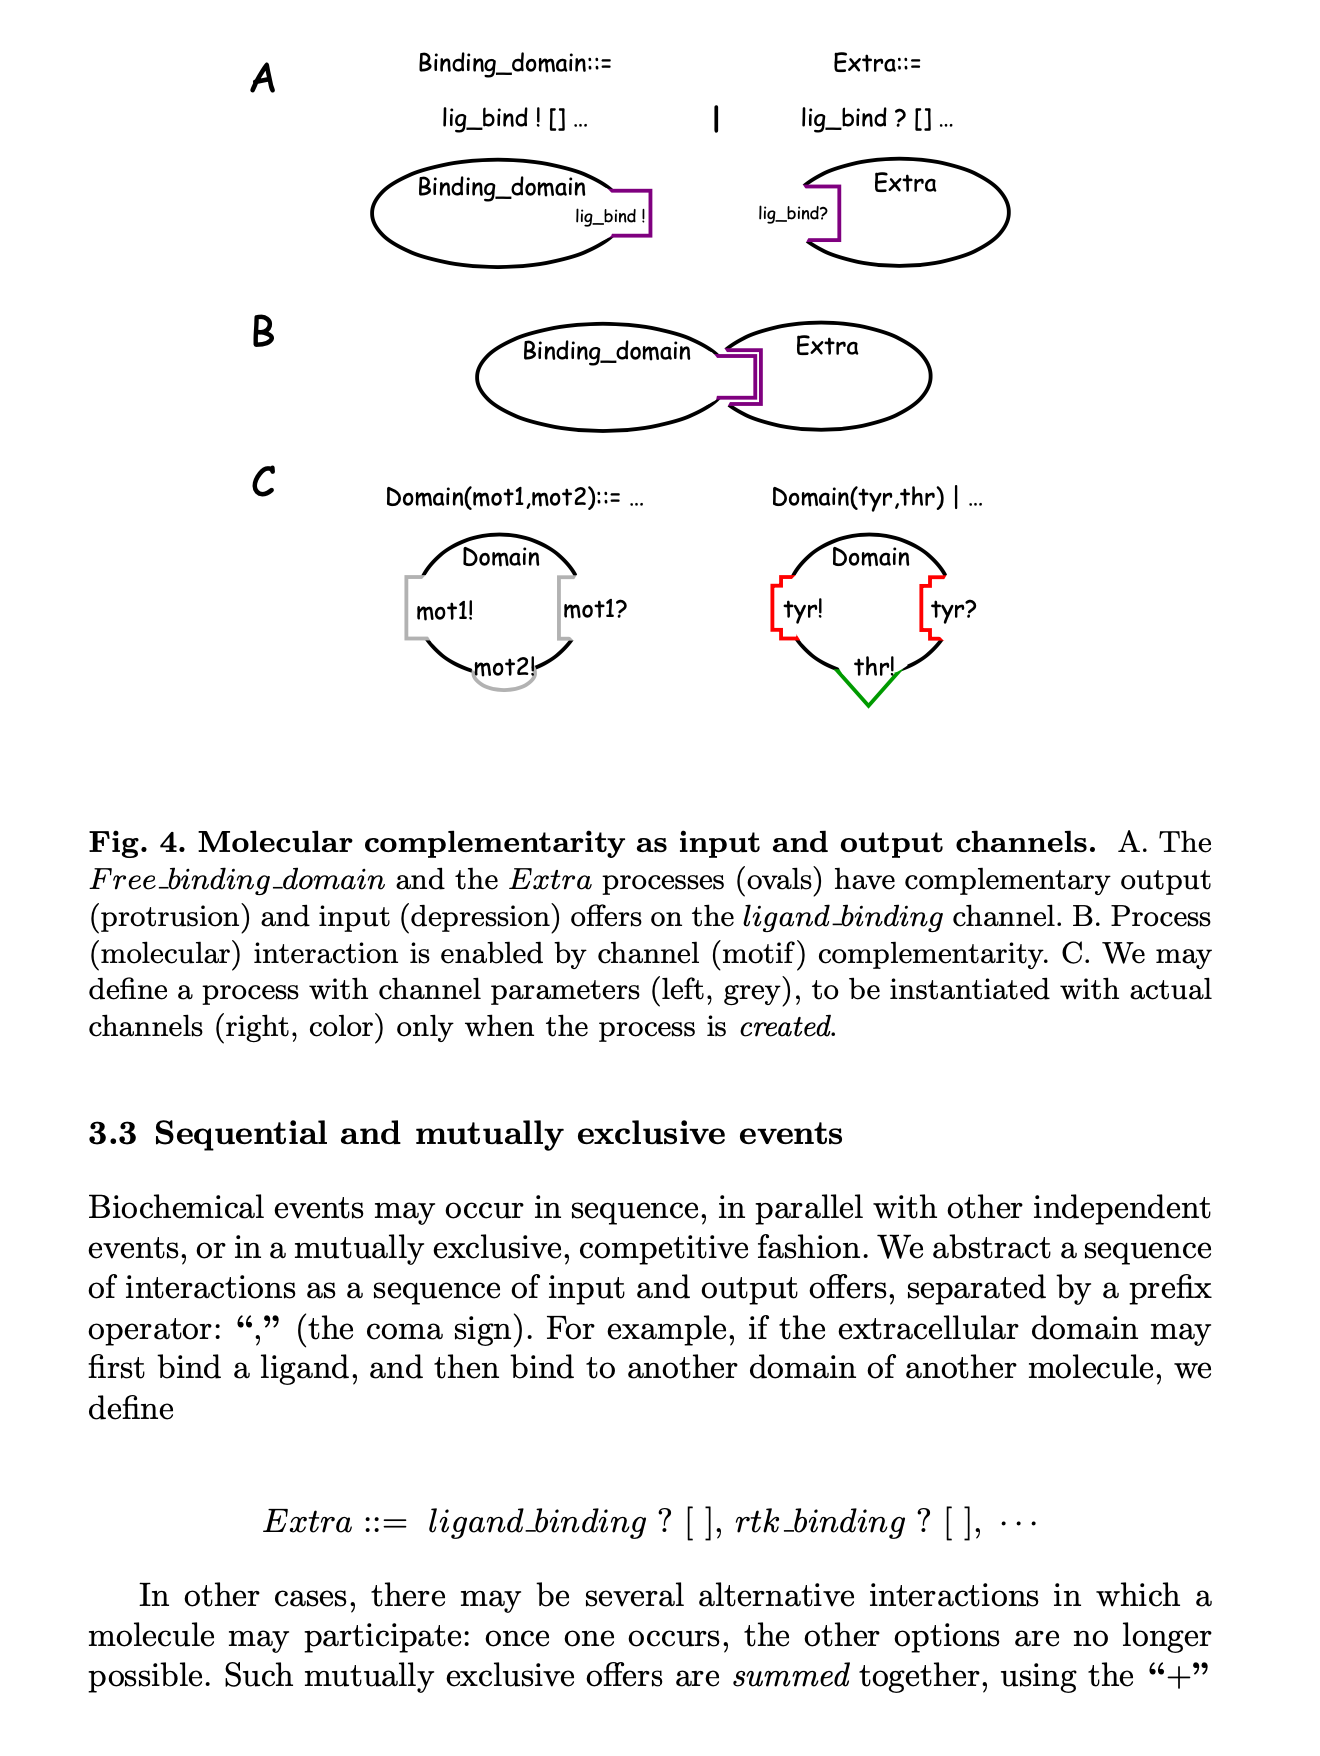 A
Binding_domain::= Extra::=
lig_bind ! [] ... | lig_bind ? [] ...
Binding_domain
lig_bind !
Extra
lig_bind?
B
Binding_domain
Extra
C
Domain(mot1,mot2)::= ... Domain(tyr,thr) | ...
Domain
mot1!
mot1?
mot2!
Domain
tyr!
tyr?
thr!
Fig. 4. Molecular complementarity as input and output channels. A. The
Free_binding_domain and the Extra processes (ovals) have complementary output
(protrusion) and input (depression) offers on the ligand_binding channel. B. Process
(molecular) interaction is enabled by channel (motif) complementarity. C. We may
define a process with channel parameters (left, grey), to be instantiated with actual
channels (right, color) only when the process is created.
3.3 Sequential and mutually exclusive events
Biochemical events may occur in sequence, in parallel with other independent
events, or in a mutually exclusive, competitive fashion. We abstract a sequence
of interactions as a sequence of input and output offers, separated by a prefix
operator: “,” (the coma sign). For example, if the extracellular domain may
first bind a ligand, and then bind to another domain of another molecule, we
define
Extra ::= ligand_binding ? [ ], rtk_binding ? [ ], ···
In other cases, there may be several alternative interactions in which a
molecule may participate: once one occurs, the other options are no longer
possible. Such mutually exclusive offers are summed together, using the “+”